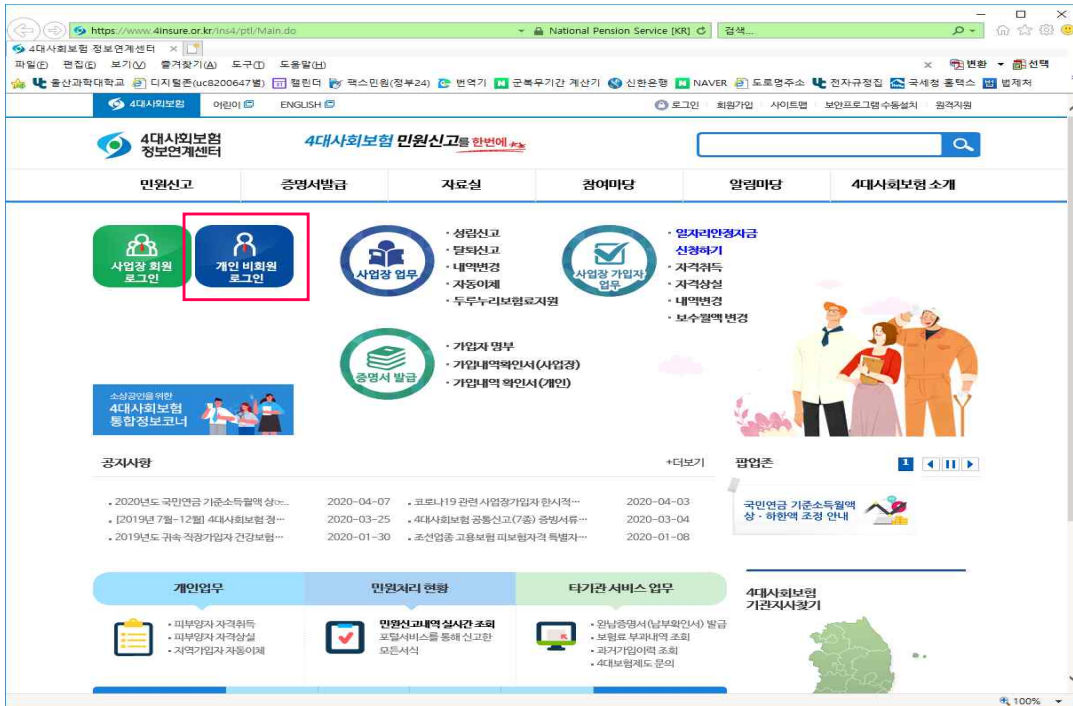 https://www.4insure.or.kr/ins4/ptl/Main.do
National Pension Service [KR]
검색...
4대사회보험 정보연계센터
파일(F) 편집(E) 보기(V) 즐겨찾기(A) 도구(T) 도움말(H)
변환 선택
울산과학대학교 디지털존(uc8200647별) 캘린더 팩스민원(정부24) 번역기 군복무기간 계산기 신한은행 NAVER 도로명주소 전자규정집 국세청 홈택스 법제처
4대사회보험 어린이 ENGLISH 로그인 회원가입 사이트맵 보안프로그램 수동설치 원격지원
4대사회보험
정보연계센터
4대사회보험 민원신고를 한번에
민원신고 증명서발급 자료실 참여마당 알림마당 4대사회보험 소개
사업장 회원
로그인
개인 비회원
로그인
사업장 업무
· 성립신고
· 탈퇴신고
· 내역변경
· 자동이체
· 두루누리보험료지원
사업장 가입자
업무
· 일자리안정자금
신청하기
· 자격취득
· 자격상실
· 내역변경
· 보수월액 변경
증명서 발급
· 가입자 명부
· 가입내역확인서(사업장)
· 가입내역 확인서(개인)
소상공인을 위한
4대사회보험
통합정보코너
공지사항 +더보기
팝업존 1
2020년도 국민연금 기준소득월액 상 2020-04-07
코로나19 관련 사업장가입자 한시적··· 2020-04-03
[2019년 7월~12월] 4대사회보험 정··· 2020-03-25
4대사회보험 공통신고(7종) 증빙서류··· 2020-03-04
2019년도 귀속 직장가입자 건강보험··· 2020-01-30
조선업종 고용보험 피보험자격 특별자··· 2020-01-08
국민연금 기준소득월액
상·하한액 조정 안내
개인업무 민원처리 현황 타기관 서비스 업무
· 피부양자 자격취득
· 피부양자 자격상실
· 지역가입자 자동이체
민원신고내역 실시간 조회
포털서비스를 통해 신고한
모든서식
· 완납증명서(납부확인서) 발급
· 보험료 부과내역 조회
· 과거가입이력 조회
· 4대보험제도 문의
4대사회보험
기관지사찾기
100%